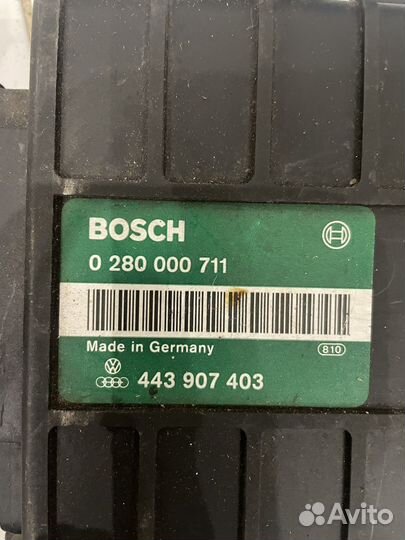 BOSCH
0 280 000 711
Made in Germany 810
443 907 403
Avito